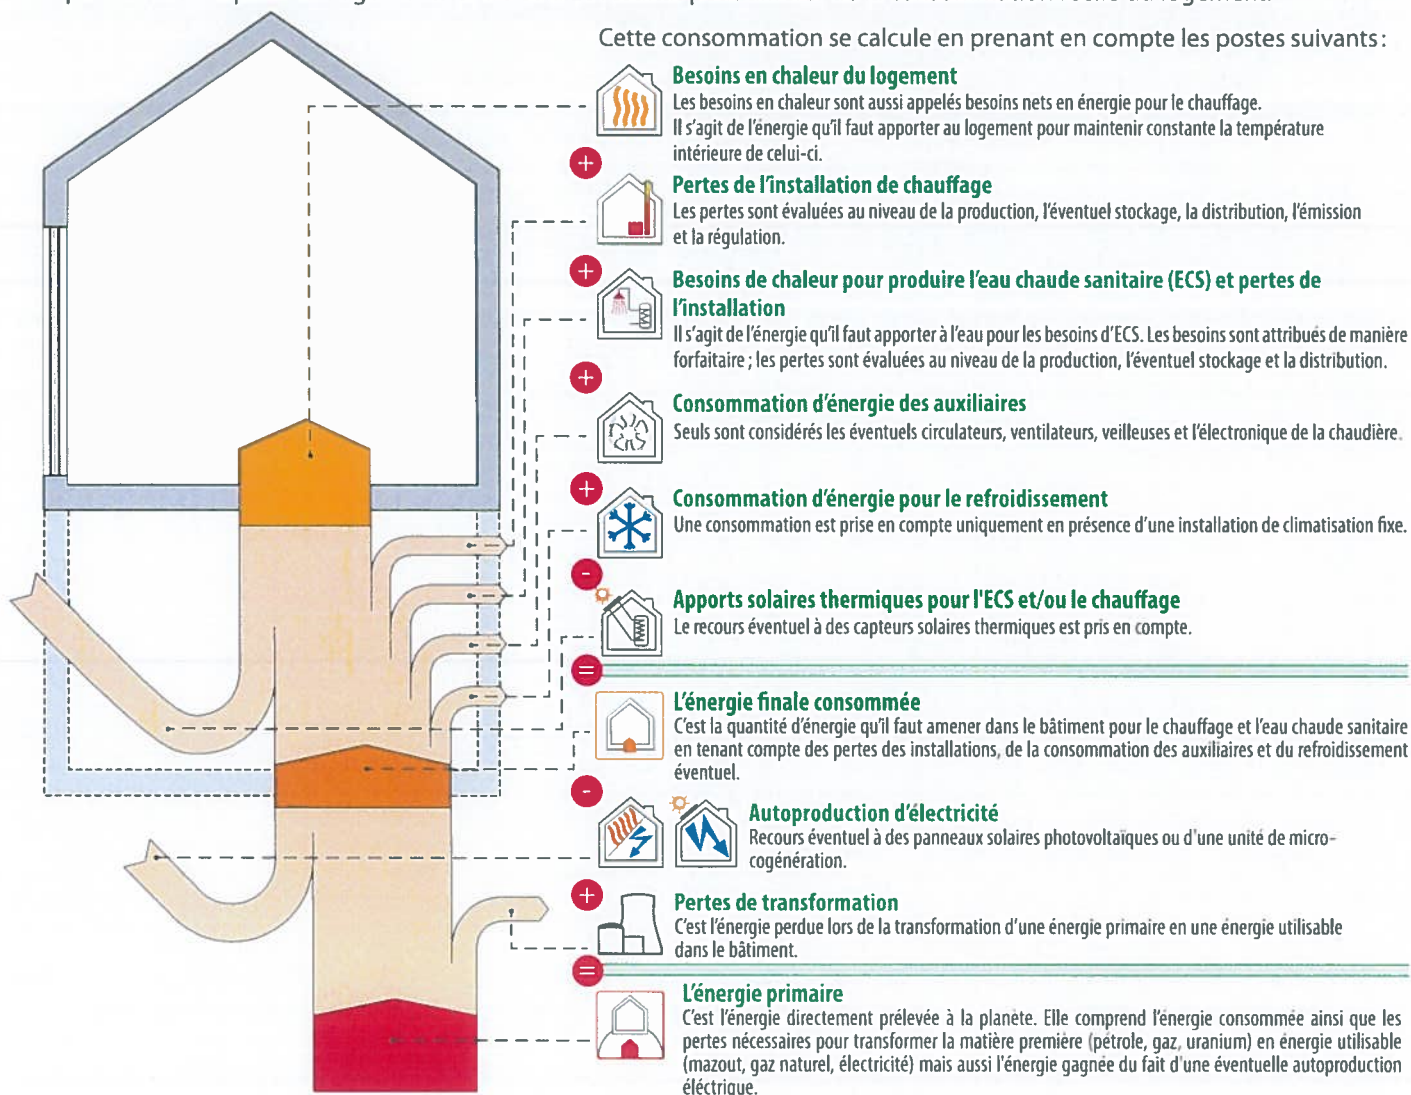 Cette consommation se calcule en prenant en compte les postes suivants :
Besoins en chaleur du logement
Les besoins en chaleur sont aussi appelés besoins nets en énergie pour le chauffage.
Il s'agit de l'énergie qu'il faut apporter au logement pour maintenir constante la température
intérieure de celui-ci.
+
Pertes de l'installation de chauffage
Les pertes sont évaluées au niveau de la production, l'éventuel stockage, la distribution, l'émission
et la régulation.
+
Besoins de chaleur pour produire l'eau chaude sanitaire (ECS) et pertes de
l'installation
Il s'agit de l'énergie qu'il faut apporter à l'eau pour les besoins d'ECS. Les besoins sont attribués de manière
forfaitaire ; les pertes sont évaluées au niveau de la production, l'éventuel stockage et la distribution.
+
Consommation d'énergie des auxiliaires
Seuls sont considérés les éventuels circulateurs, ventilateurs, veilleuses et l'électronique de la chaudière.
+
Consommation d'énergie pour le refroidissement
Une consommation est prise en compte uniquement en présence d'une installation de climatisation fixe.
-
Apports solaires thermiques pour l'ECS et/ou le chauffage
Le recours éventuel à des capteurs solaires thermiques est pris en compte.
=
L'énergie finale consommée
C'est la quantité d'énergie qu'il faut amener dans le bâtiment pour le chauffage et l'eau chaude sanitaire
en tenant compte des pertes des installations, de la consommation des auxiliaires et du refroidissement
éventuel.
-
Autoproduction d'électricité
Recours éventuel à des panneaux solaires photovoltaïques ou d'une unité de micro-
cogénération.
+
Pertes de transformation
C'est l'énergie perdue lors de la transformation d'une énergie primaire en une énergie utilisable
dans le bâtiment.
=
L'énergie primaire
C'est l'énergie directement prélevée à la planète. Elle comprend l'énergie consommée ainsi que les
pertes nécessaires pour transformer la matière première (pétrole, gaz, uranium) en énergie utilisable
(mazout, gaz naturel, électricité) mais aussi l'énergie gagnée du fait d'une éventuelle autoproduction
éléctrique.